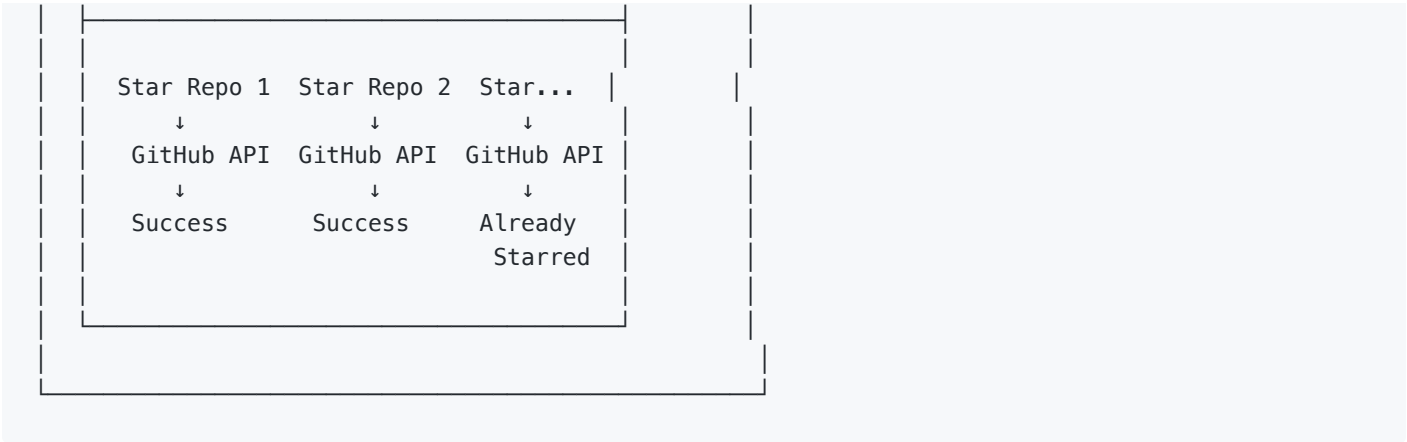 Star Repo 1 Star Repo 2 Star...
↓ ↓ ↓
GitHub API GitHub API GitHub API
↓ ↓ ↓
Success Success Already
Starred